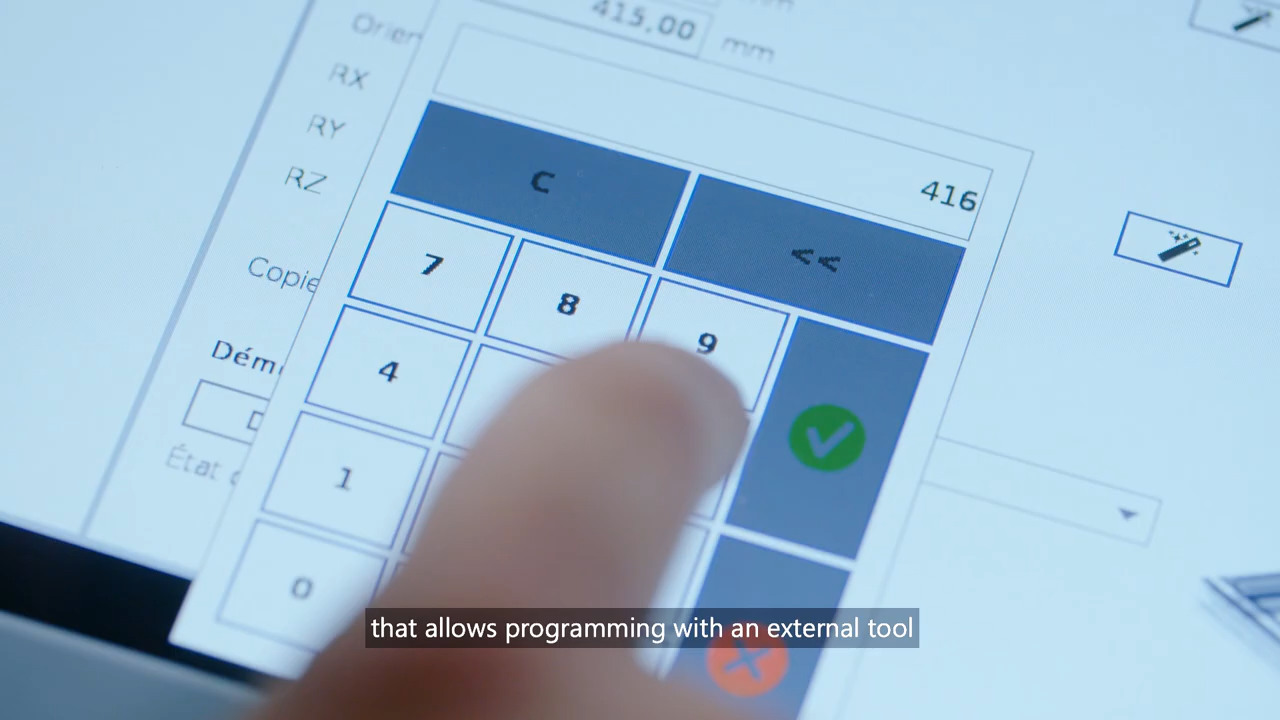 415,00 mm
mm
Orien
RX
RY
RZ
416
C <<
7 8 9
Copie
4
Dém
D
1
État
0
that allows programming with an external tool